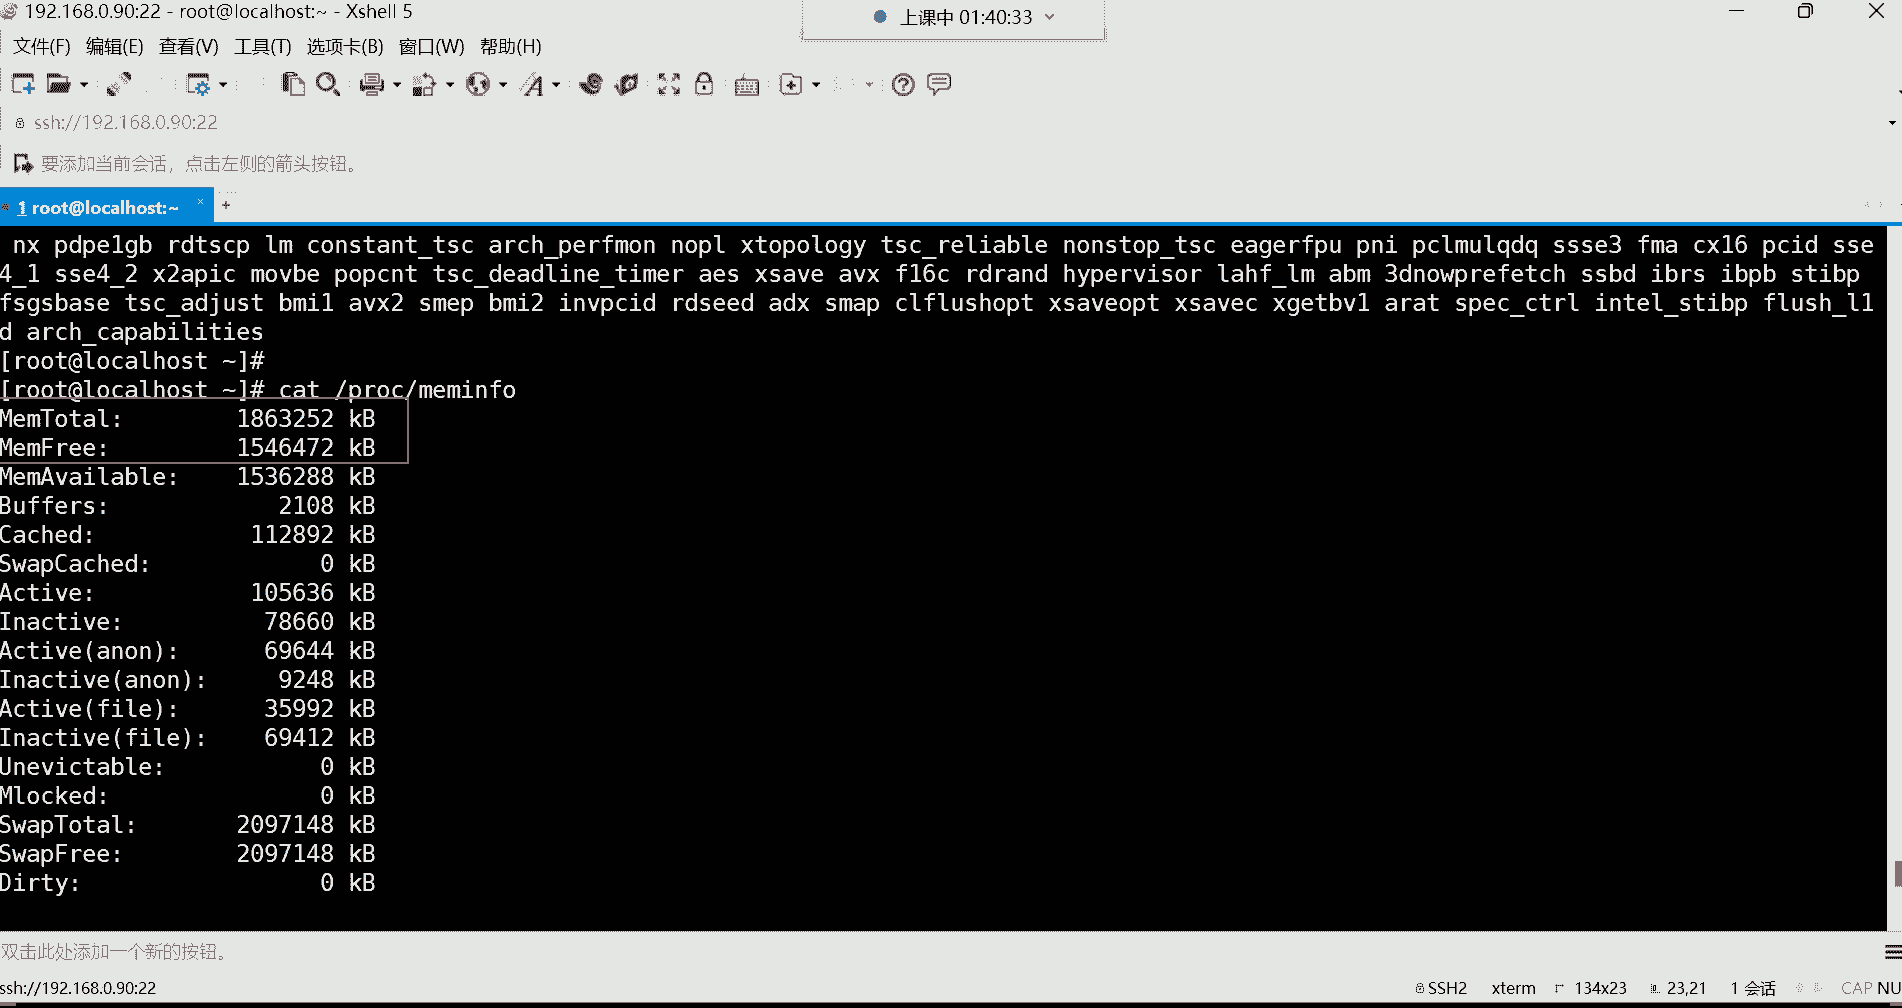 192.168.0.90:22 - root@localhost:~ - Xshell 5
上课中 01:40:33
文件(F) 编辑(E) 查看(V) 工具(T) 选项卡(B) 窗口(W) 帮助(H)
ssh://192.168.0.90:22
要添加当前会话，点击左侧的箭头按钮。
1 root@localhost:~ × +
nx pdpe1gb rdtscp lm constant_tsc arch_perfmon nopl xtopology tsc_reliable nonstop_tsc eagerfpu pni pclmulqdq ssse3 fma cx16 pcid sse
4_1 sse4_2 x2apic movbe popcnt tsc_deadline_timer aes xsave avx f16c rdrand hypervisor lahf_lm abm 3dnowprefetch ssbd ibrs ibpb stibp
fsgsbase tsc_adjust bmi1 avx2 smep bmi2 invpcid rdseed adx smap clflushopt xsaveopt xsavec xgetbv1 arat spec_ctrl intel_stibp flush_l1
d arch_capabilities
[root@localhost ~]#
[root@localhost ~]# cat /proc/meminfo
MemTotal: 1863252 kB
MemFree: 1546472 kB
MemAvailable: 1536288 kB
Buffers: 2108 kB
Cached: 112892 kB
SwapCached: 0 kB
Active: 105636 kB
Inactive: 78660 kB
Active(anon): 69644 kB
Inactive(anon): 9248 kB
Active(file): 35992 kB
Inactive(file): 69412 kB
Unevictable: 0 kB
Mlocked: 0 kB
SwapTotal: 2097148 kB
SwapFree: 2097148 kB
Dirty: 0 kB
双击此处添加一个新的按钮。
ssh://192.168.0.90:22 SSH2 xterm 134x23 23,21 1 会话 CAP NU